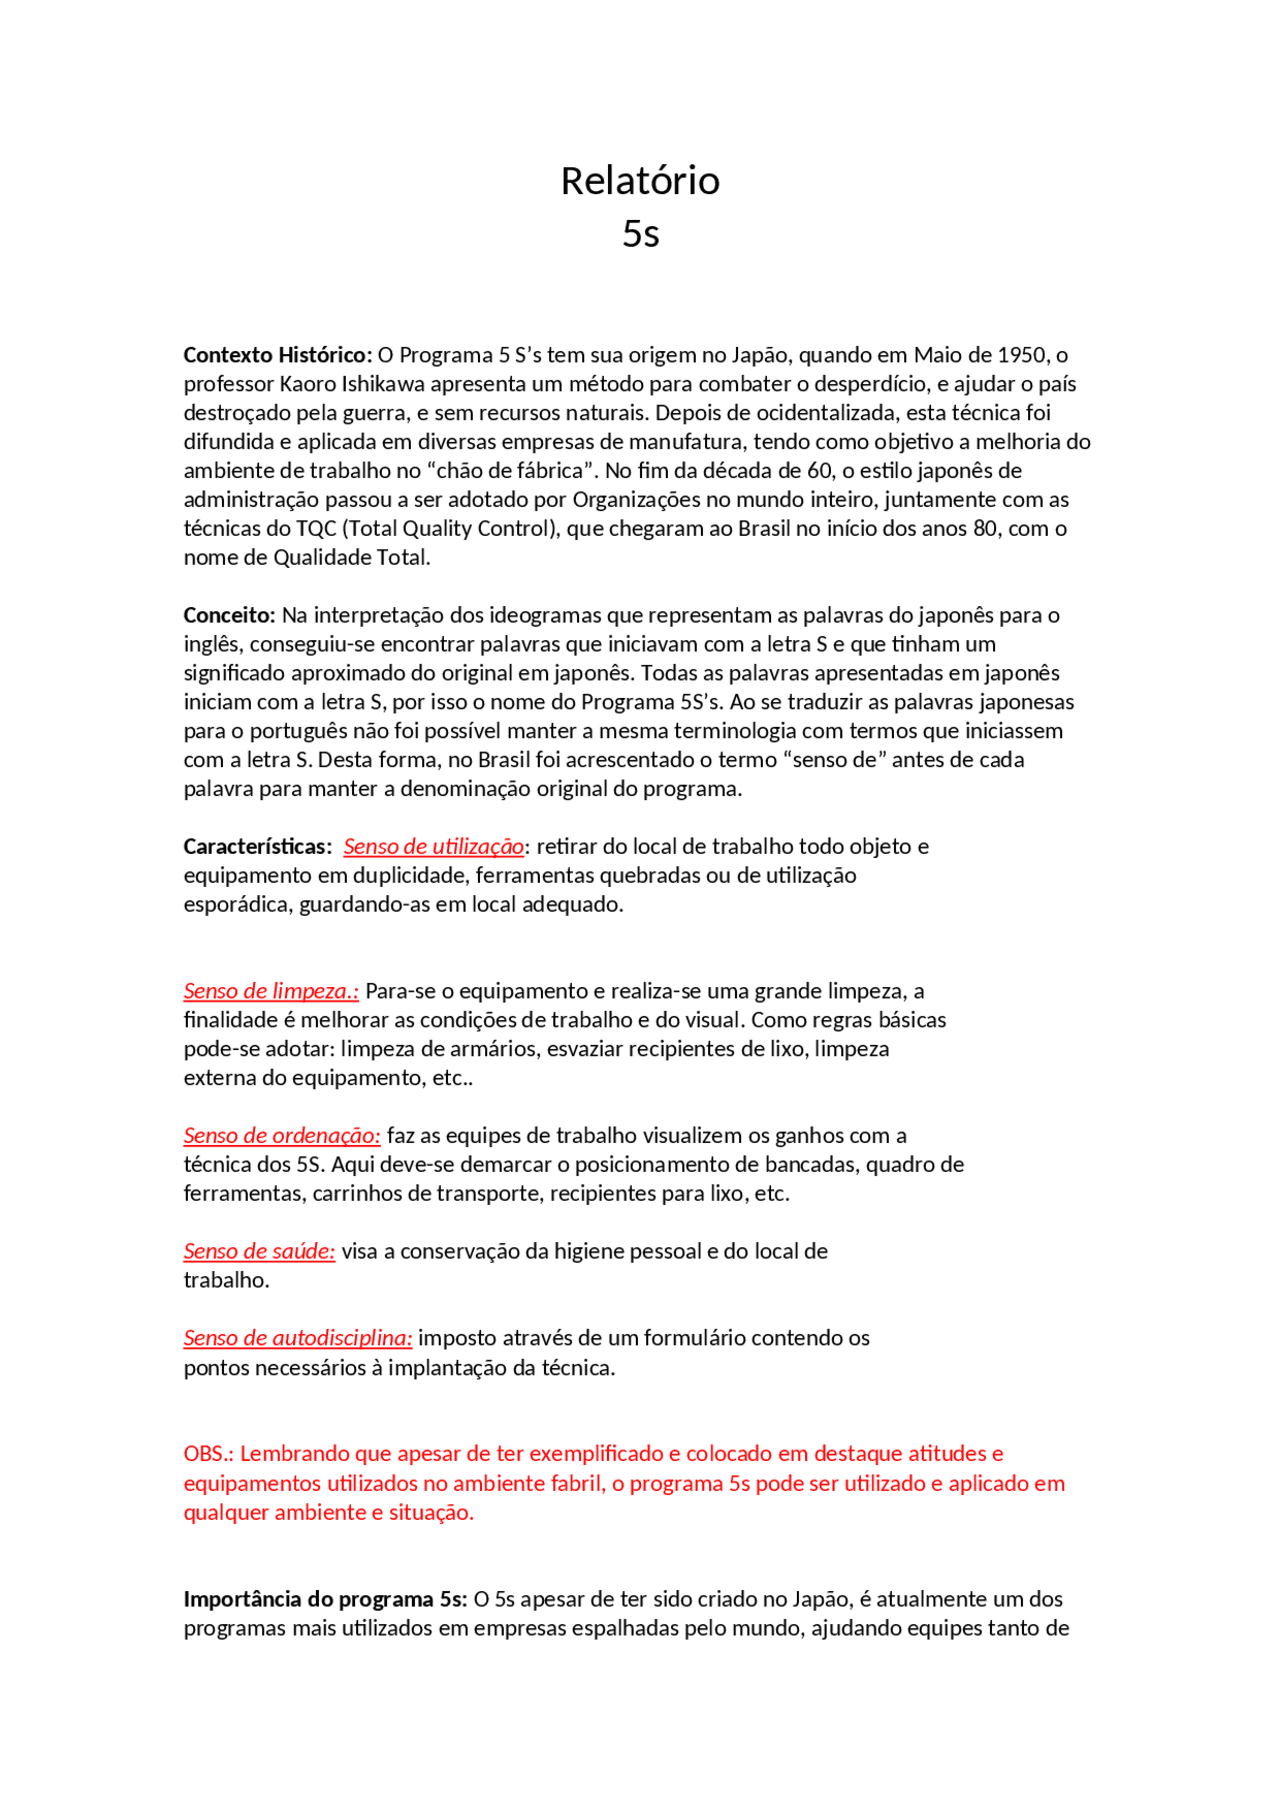 Relatório
5s
Contexto Histórico: O Programa 5 S’s tem sua origem no Japão, quando em Maio de 1950, o
professor Kaoro Ishikawa apresenta um método para combater o desperdício, e ajudar o país
destroçado pela guerra, e sem recursos naturais. Depois de ocidentalizada, esta técnica foi
difundida e aplicada em diversas empresas de manufatura, tendo como objetivo a melhoria do
ambiente de trabalho no “chão de fábrica”. No fim da década de 60, o estilo japonês de
administração passou a ser adotado por Organizações no mundo inteiro, juntamente com as
técnicas do TQC (Total Quality Control), que chegaram ao Brasil no início dos anos 80, com o
nome de Qualidade Total.
Conceito: Na interpretação dos ideogramas que representam as palavras do japonês para o
inglês, conseguiu-se encontrar palavras que iniciavam com a letra S e que tinham um
significado aproximado do original em japonês. Todas as palavras apresentadas em japonês
iniciam com a letra S, por isso o nome do Programa 5S’s. Ao se traduzir as palavras japonesas
para o português não foi possível manter a mesma terminologia com termos que iniciassem
com a letra S. Desta forma, no Brasil foi acrescentado o termo “senso de” antes de cada
palavra para manter a denominação original do programa.
Características: Senso de utilização: retirar do local de trabalho todo objeto e
equipamento em duplicidade, ferramentas quebradas ou de utilização
esporádica, guardando-as em local adequado.
Senso de limpeza.: Para-se o equipamento e realiza-se uma grande limpeza, a
finalidade é melhorar as condições de trabalho e do visual. Como regras básicas
pode-se adotar: limpeza de armários, esvaziar recipientes de lixo, limpeza
externa do equipamento, etc..
Senso de ordenação: faz as equipes de trabalho visualizem os ganhos com a
técnica dos 5S. Aqui deve-se demarcar o posicionamento de bancadas, quadro de
ferramentas, carrinhos de transporte, recipientes para lixo, etc.
Senso de saúde: visa a conservação da higiene pessoal e do local de
trabalho.
Senso de autodisciplina: imposto através de um formulário contendo os
pontos necessários à implantação da técnica.
OBS.: Lembrando que apesar de ter exemplificado e colocado em destaque atitudes e
equipamentos utilizados no ambiente fabril, o programa 5s pode ser utilizado e aplicado em
qualquer ambiente e situação.
Importância do programa 5s: O 5s apesar de ter sido criado no Japão, é atualmente um dos
programas mais utilizados em empresas espalhadas pelo mundo, ajudando equipes tanto de